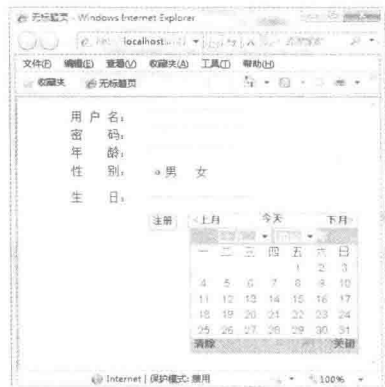 无标题页 - Windows Internet Explorer
localhost
文件(F) 编辑(E) 查看(V) 收藏夹(A) 工具(T) 帮助(H)
收藏夹 无标题页
用 户 名：
密 码：
年 龄：
性 别： 男 女
生 日：
注册
<上月 今天 下月>
一 二 三 四 五 六 日
1 2 3
4 5 6 7 8 9 10
11 12 13 14 15 16 17
18 19 20 21 22 23 24
25 26 27 28 29 30 31
清除 关闭
Internet | 保护模式: 禁用 100%